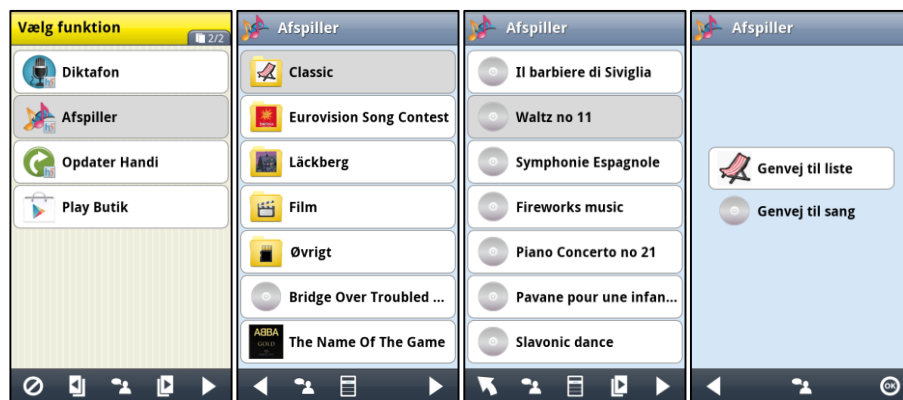 Vælg funktion
2/2
Diktafon
Afspiller
Opdater Handi
Play Butik
Afspiller
Classic
Eurovision Song Contest
Läckberg
Film
Øvrigt
Bridge Over Troubled ...
ABBA
GOLD
The Name Of The Game
Afspiller
Il barbiere di Siviglia
Waltz no 11
Symphonie Espagnole
Fireworks music
Piano Concerto no 21
Pavane pour une infan...
Slavonic dance
Afspiller
Genvej til liste
Genvej til sang
OK